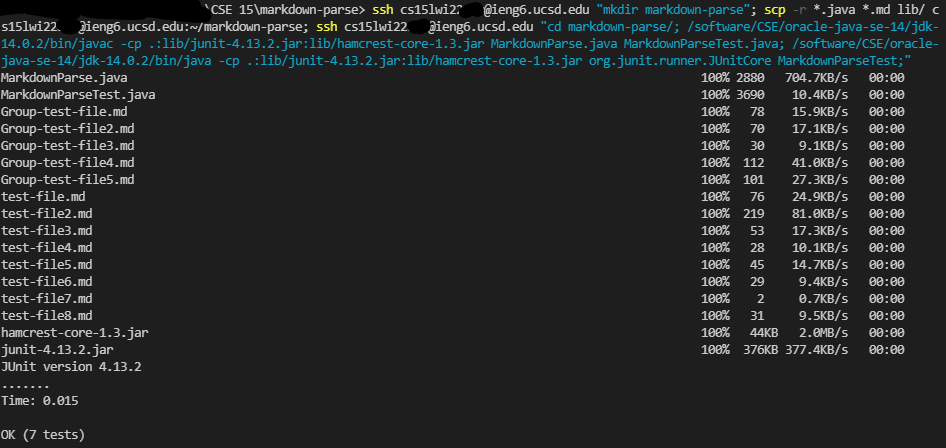 \CSE 15\markdown-parse> ssh cs15lwi22 @ieng6.ucsd.edu "mkdir markdown-parse"; scp -r *.java *.md lib/ c
s15lwi22 @ieng6.ucsd.edu:~/markdown-parse; ssh cs15lwi22 @ieng6.ucsd.edu "cd markdown-parse/; /software/CSE/oracle-java-se-14/jdk-
14.0.2/bin/javac -cp .:lib/junit-4.13.2.jar:lib/hamcrest-core-1.3.jar MarkdownParse.java MarkdownParseTest.java; /software/CSE/oracle-
java-se-14/jdk-14.0.2/bin/java -cp .:lib/junit-4.13.2.jar:lib/hamcrest-core-1.3.jar org.junit.runner.JUnitCore MarkdownParseTest;"
MarkdownParse.java 100% 2880 704.7KB/s 00:00
MarkdownParseTest.java 100% 3690 10.4KB/s 00:00
Group-test-file.md 100% 78 15.9KB/s 00:00
Group-test-file2.md 100% 70 17.1KB/s 00:00
Group-test-file3.md 100% 30 9.1KB/s 00:00
Group-test-file4.md 100% 112 41.0KB/s 00:00
Group-test-file5.md 100% 101 27.3KB/s 00:00
test-file.md 100% 76 24.9KB/s 00:00
test-file2.md 100% 219 81.0KB/s 00:00
test-file3.md 100% 53 17.3KB/s 00:00
test-file4.md 100% 28 10.1KB/s 00:00
test-file5.md 100% 45 14.7KB/s 00:00
test-file6.md 100% 29 9.4KB/s 00:00
test-file7.md 100% 2 0.7KB/s 00:00
test-file8.md 100% 31 9.5KB/s 00:00
hamcrest-core-1.3.jar 100% 44KB 2.0MB/s 00:00
junit-4.13.2.jar 100% 376KB 377.4KB/s 00:00
JUnit version 4.13.2
.......
Time: 0.015
OK (7 tests)